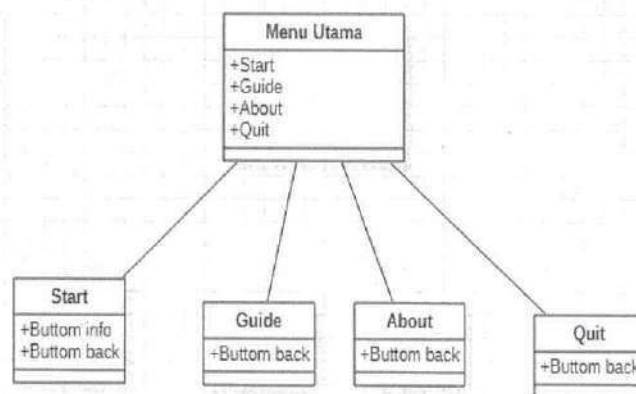 Menu Utama
+Start
+Guide
+About
+Quit
Start
+Buttom info
+Buttom back
Guide
+Buttom back
About
+Buttom back
Quit
+Buttom back